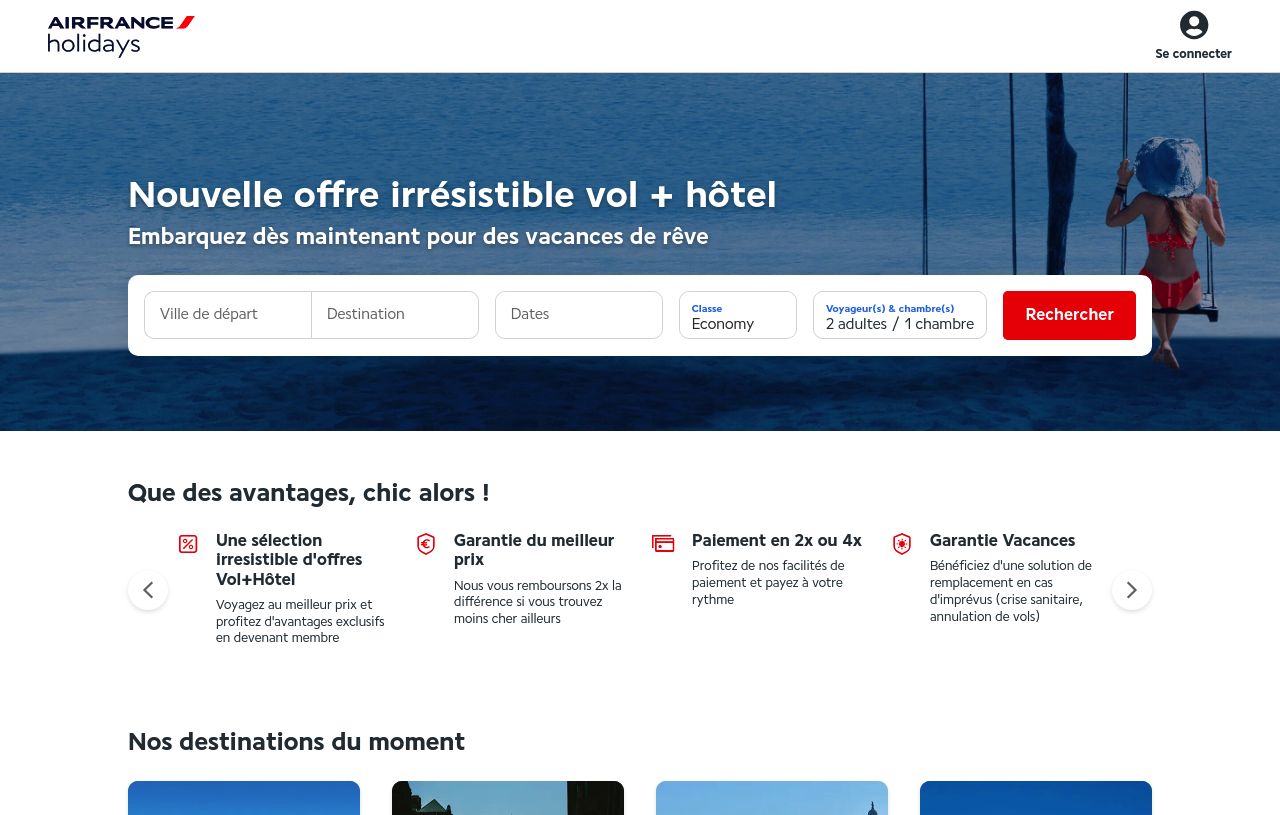 AIRFRANCE
holidays
Se connecter
Nouvelle offre irrésistible vol + hôtel
Embarquez dès maintenant pour des vacances de rêve
Ville de départ
Destination
Dates
Classe
Economy
Voyageur(s) & chambre(s)
2 adultes / 1 chambre
Rechercher
Que des avantages, chic alors !
Une sélection
irresistible d'offres
Vol+Hôtel
Voyagez au meilleur prix et
profitez d'avantages exclusifs
en devenant membre
Garantie du meilleur
prix
Nous vous remboursons 2x la
différence si vous trouvez
moins cher ailleurs
Paiement en 2x ou 4x
Profitez de nos facilités de
paiement et payez à votre
rythme
Garantie Vacances
Bénéficiez d'une solution de
remplacement en cas
d'imprévus (crise sanitaire,
annulation de vols)
Nos destinations du moment